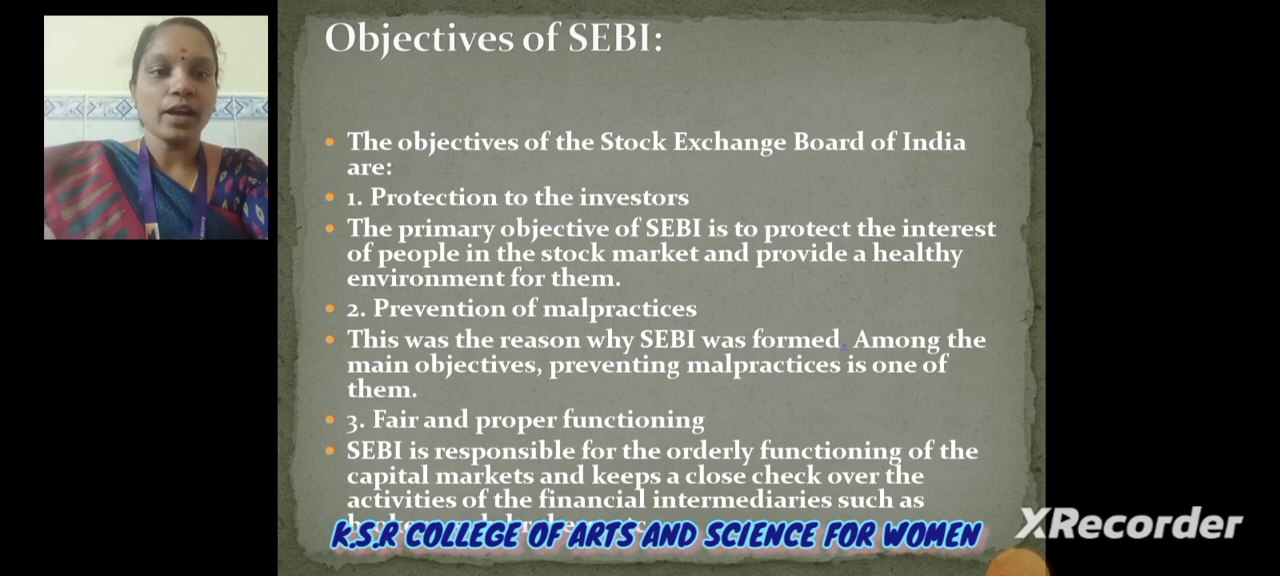 Objectives of SEBI:
The objectives of the Stock Exchange Board of India
are:
1. Protection to the investors
The primary objective of SEBI is to protect the interest
of people in the stock market and provide a healthy
environment for them.
2. Prevention of malpractices
This was the reason why SEBI was formed. Among the
main objectives, preventing malpractices is one of
them.
3. Fair and proper functioning
SEBI is responsible for the orderly functioning of the
capital markets and keeps a close check over the
activities of the financial intermediaries such as
K.S.R COLLEGE OF ARTS AND SCIENCE FOR WOMEN
XRecorder